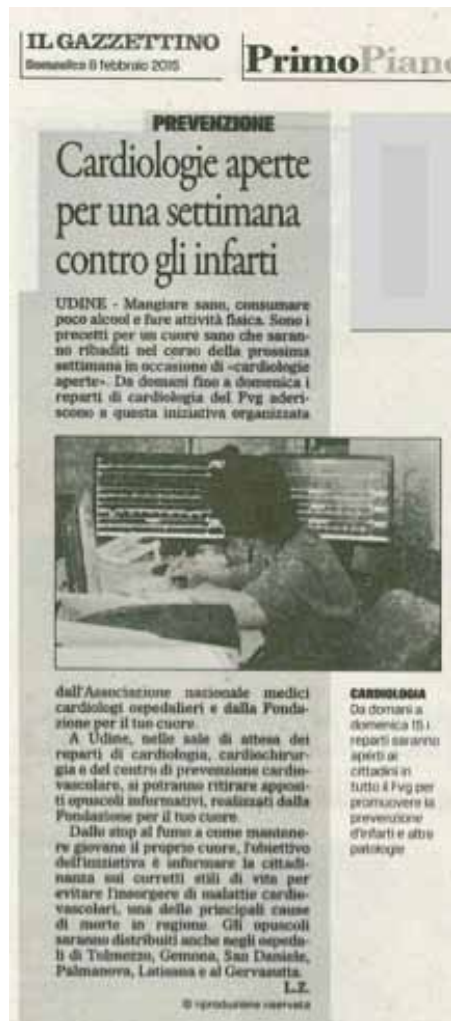 IL GAZZETTINO
Domenica 8 febbraio 2015
PrimoPiano
PREVENZIONE
Cardiologie aperte
per una settimana
contro gli infarti
UDINE - Mangiare sano, consumare
poco alcool e fare attività fisica. Sono i
precetti per un cuore sano che saran-
no ribaditi nel corso della prossima
settimana in occasione di «cardiologie
aperte». Da domani fino a domenica i
reparti di cardiologia del Fvg aderi-
scono a questa iniziativa organizzata
dall'Associazione nazionale medici
cardiologi ospedalieri e dalla Fonda-
zione per il tuo cuore.
A Udine, nelle sale di attesa dei
reparti di cardiologia, cardiochirur-
gia e del centro di prevenzione cardio-
vascolare, si potranno ritirare apposi-
ti opuscoli informativi, realizzati dalla
Fondazione per il tuo cuore.
Dallo stop al fumo a come mantene-
re giovane il proprio cuore, l'obiettivo
dell'iniziativa è informare la cittadi-
nanza sui corretti stili di vita per
evitare l'insorgere di malattie cardio-
vascolari, una delle principali cause
di morte in regione. Gli opuscoli
saranno distribuiti anche negli ospeda-
li di Tolmezzo, Gemona, San Daniele,
Palmanova, Latisana e al Gervasutta.
L.Z.
© riproduzione riservata
CARDIOLOGIA
Da domani a
domenica 15 i
reparti saranno
aperti ai
cittadini in
tutto il Fvg per
promuovere la
prevenzione
d'infarti e altre
patologie